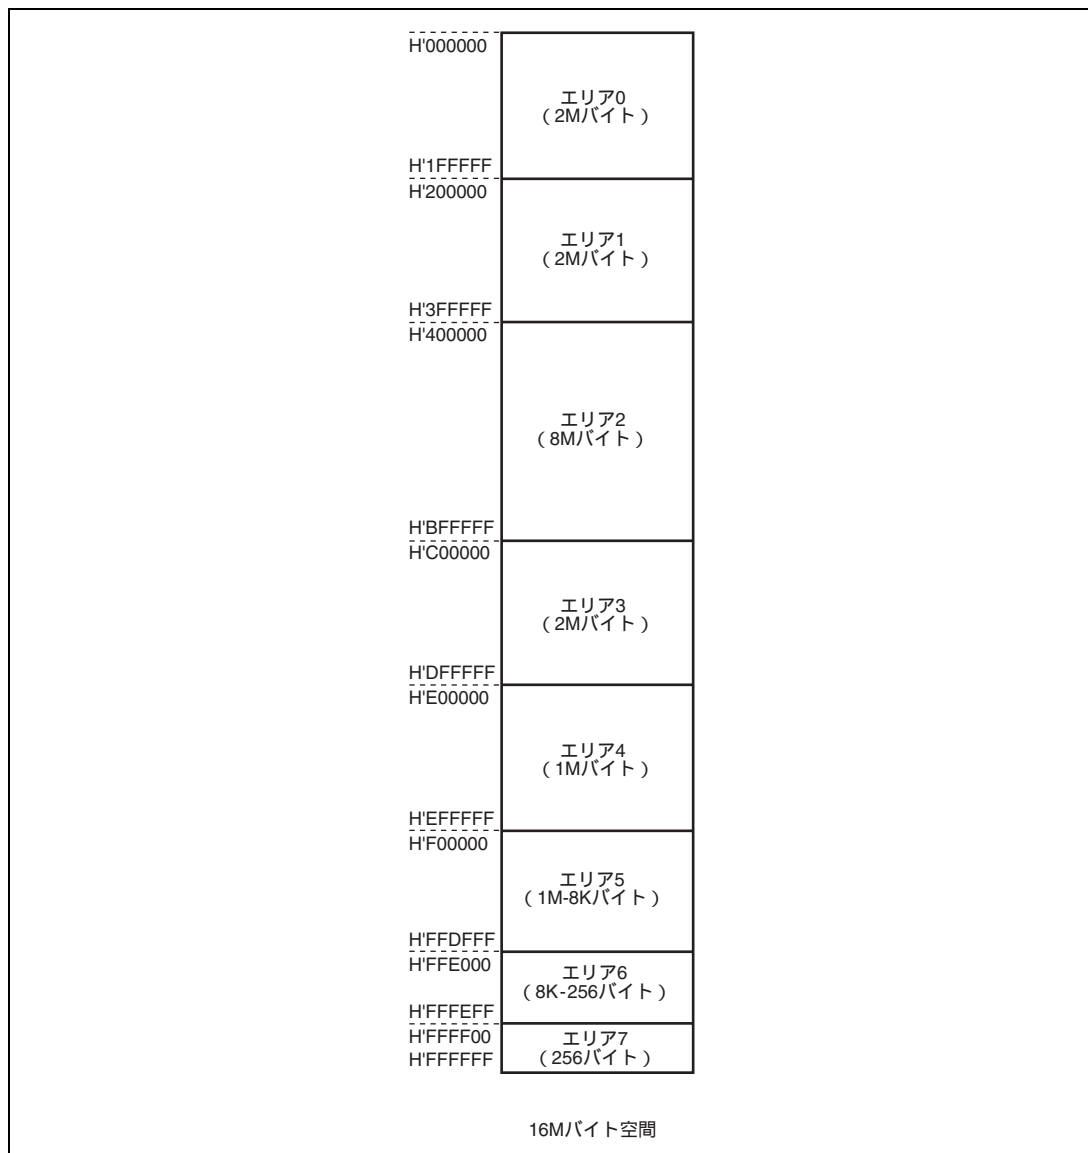 H'000000
エリア0
（2Mバイト）
H'1FFFFF
H'200000
エリア1
（2Mバイト）
H'3FFFFF
H'400000
エリア2
（8Mバイト）
H'BFFFFF
H'C00000
エリア3
（2Mバイト）
H'DFFFFF
H'E00000
エリア4
（1Mバイト）
H'EFFFFF
H'F00000
エリア5
（1M-8Kバイト）
H'FFDFFF
H'FFE000
エリア6
（8K-256バイト）
H'FFFEFF
H'FFFF00
エリア7
（256バイト）
H'FFFFFF
16Mバイト空間